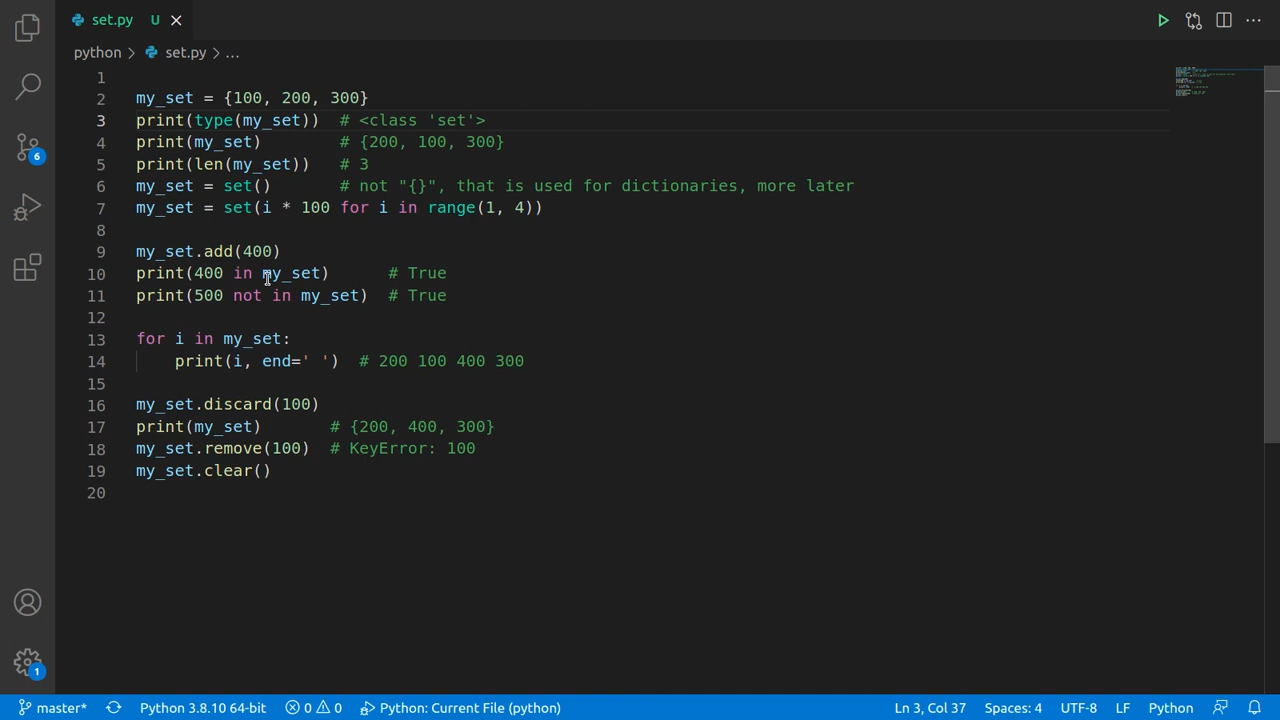 set.py U
python > set.py > ...
1
2 my_set = {100, 200, 300}
3 print(type(my_set))  # <class 'set'>
4 print(my_set)        # {200, 100, 300}
5 print(len(my_set))   # 3
6 my_set = set()       # not "{}", that is used for dictionaries, more later
7 my_set = set(i * 100 for i in range(1, 4))
8
9 my_set.add(400)
10 print(400 in my_set)      # True
11 print(500 not in my_set)  # True
12
13 for i in my_set:
14     print(i, end=' ')  # 200 100 400 300
15
16 my_set.discard(100)
17 print(my_set)       # {200, 400, 300}
18 my_set.remove(100)  # KeyError: 100
19 my_set.clear()
20
6
1
master* Python 3.8.10 64-bit 0 0 Python: Current File (python) Ln 3, Col 37 Spaces: 4 UTF-8 LF Python